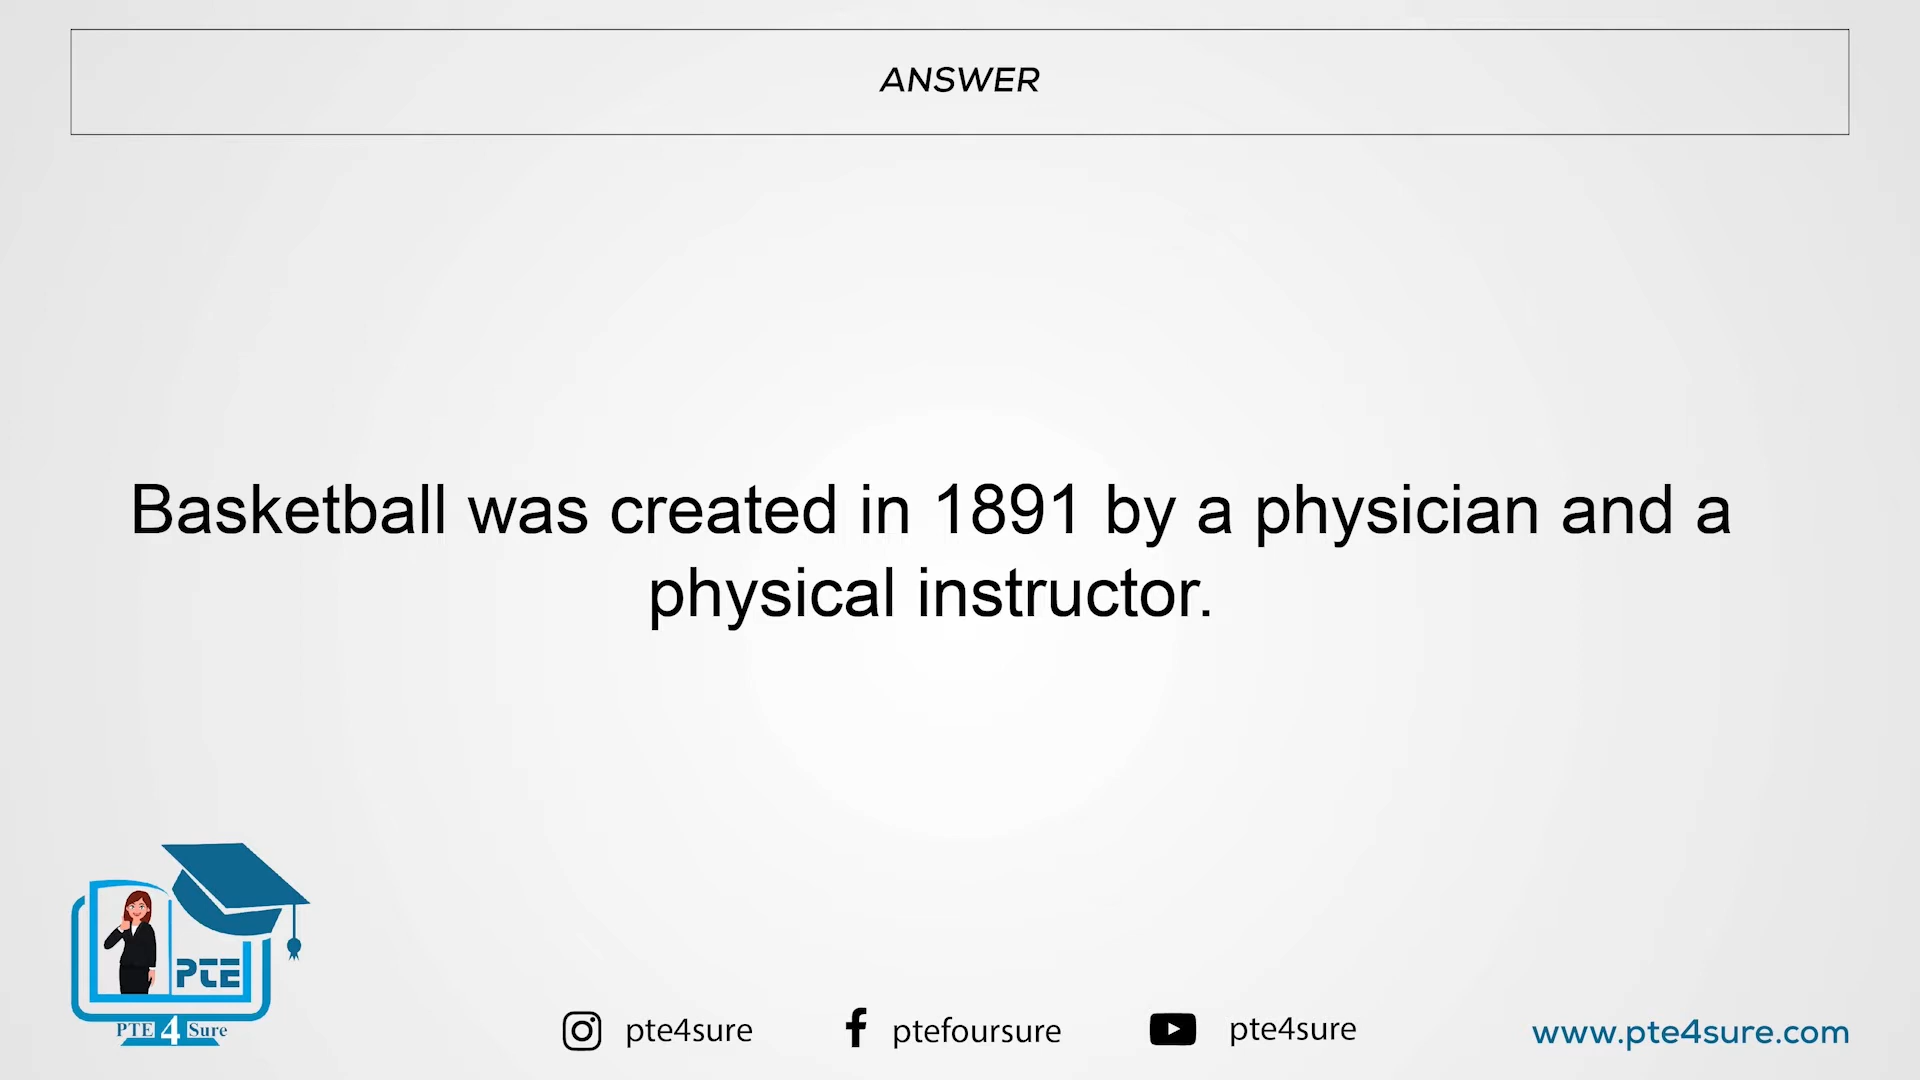 ANSWER
Basketball was created in 1891 by a physician and a
physical instructor.
PTE
PTE 4 Sure
pte4sure
ptefoursure
pte4sure
www.pte4sure.com